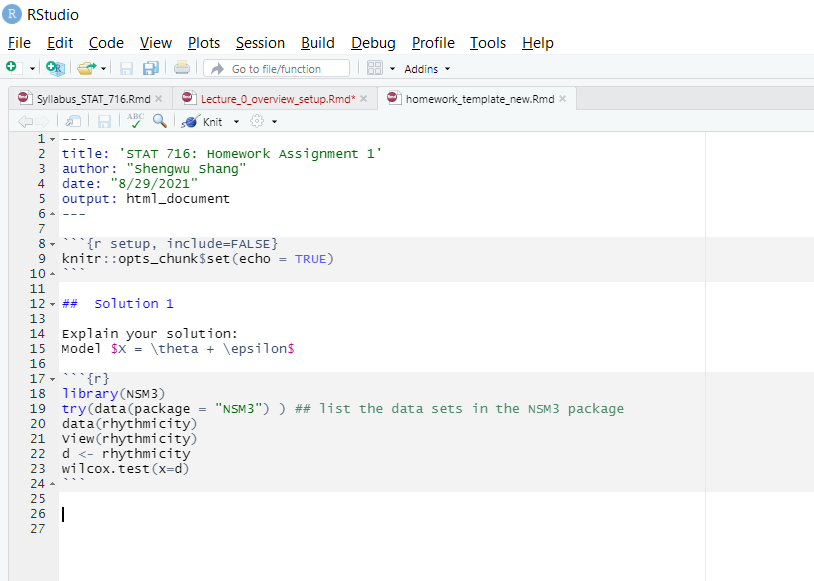 RStudio
File Edit Code View Plots Session Build Debug Profile Tools Help
Go to file/function Addins
Syllabus_STAT_716.Rmd Lecture_0_overview_setup.Rmd* homework_template_new.Rmd
ABC Knit
1 ---
2 title: 'STAT 716: Homework Assignment 1'
3 author: "Shengwu Shang"
4 date: "8/29/2021"
5 output: html_document
6 ---
7
8 ```{r setup, include=FALSE}
9 knitr::opts_chunk$set(echo = TRUE)
10 ```
11
12 ##  Solution 1
13
14 Explain your solution:
15 Model $X = \theta + \epsilon$
16
17 ```{r}
18 library(NSM3)
19 try(data(package = "NSM3") ) ## list the data sets in the NSM3 package
20 data(rhythmicity)
21 View(rhythmicity)
22 d <- rhythmicity
23 wilcox.test(x=d)
24 ```
25
26
27